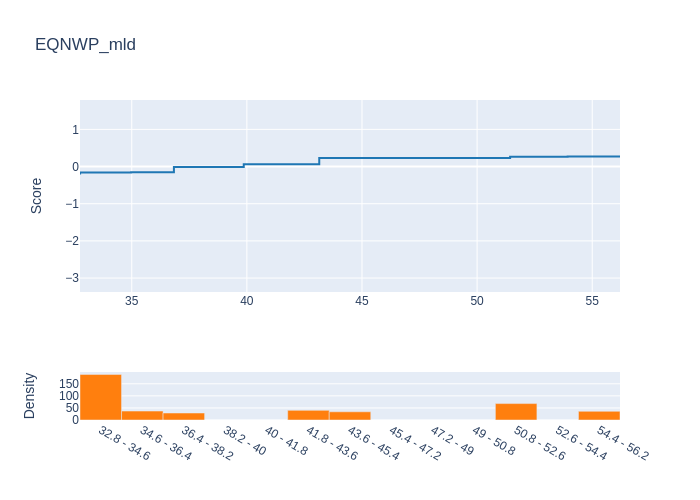 EQNWP_mld
Score
1
0
−1
−2
−3
35
40
45
50
55
Density
150
100
50
0
32.8 - 34.6
34.6 - 36.4
36.4 - 38.2
38.2 - 40
40 - 41.8
41.8 - 43.6
43.6 - 45.4
45.4 - 47.2
47.2 - 49
49 - 50.8
50.8 - 52.6
52.6 - 54.4
54.4 - 56.2